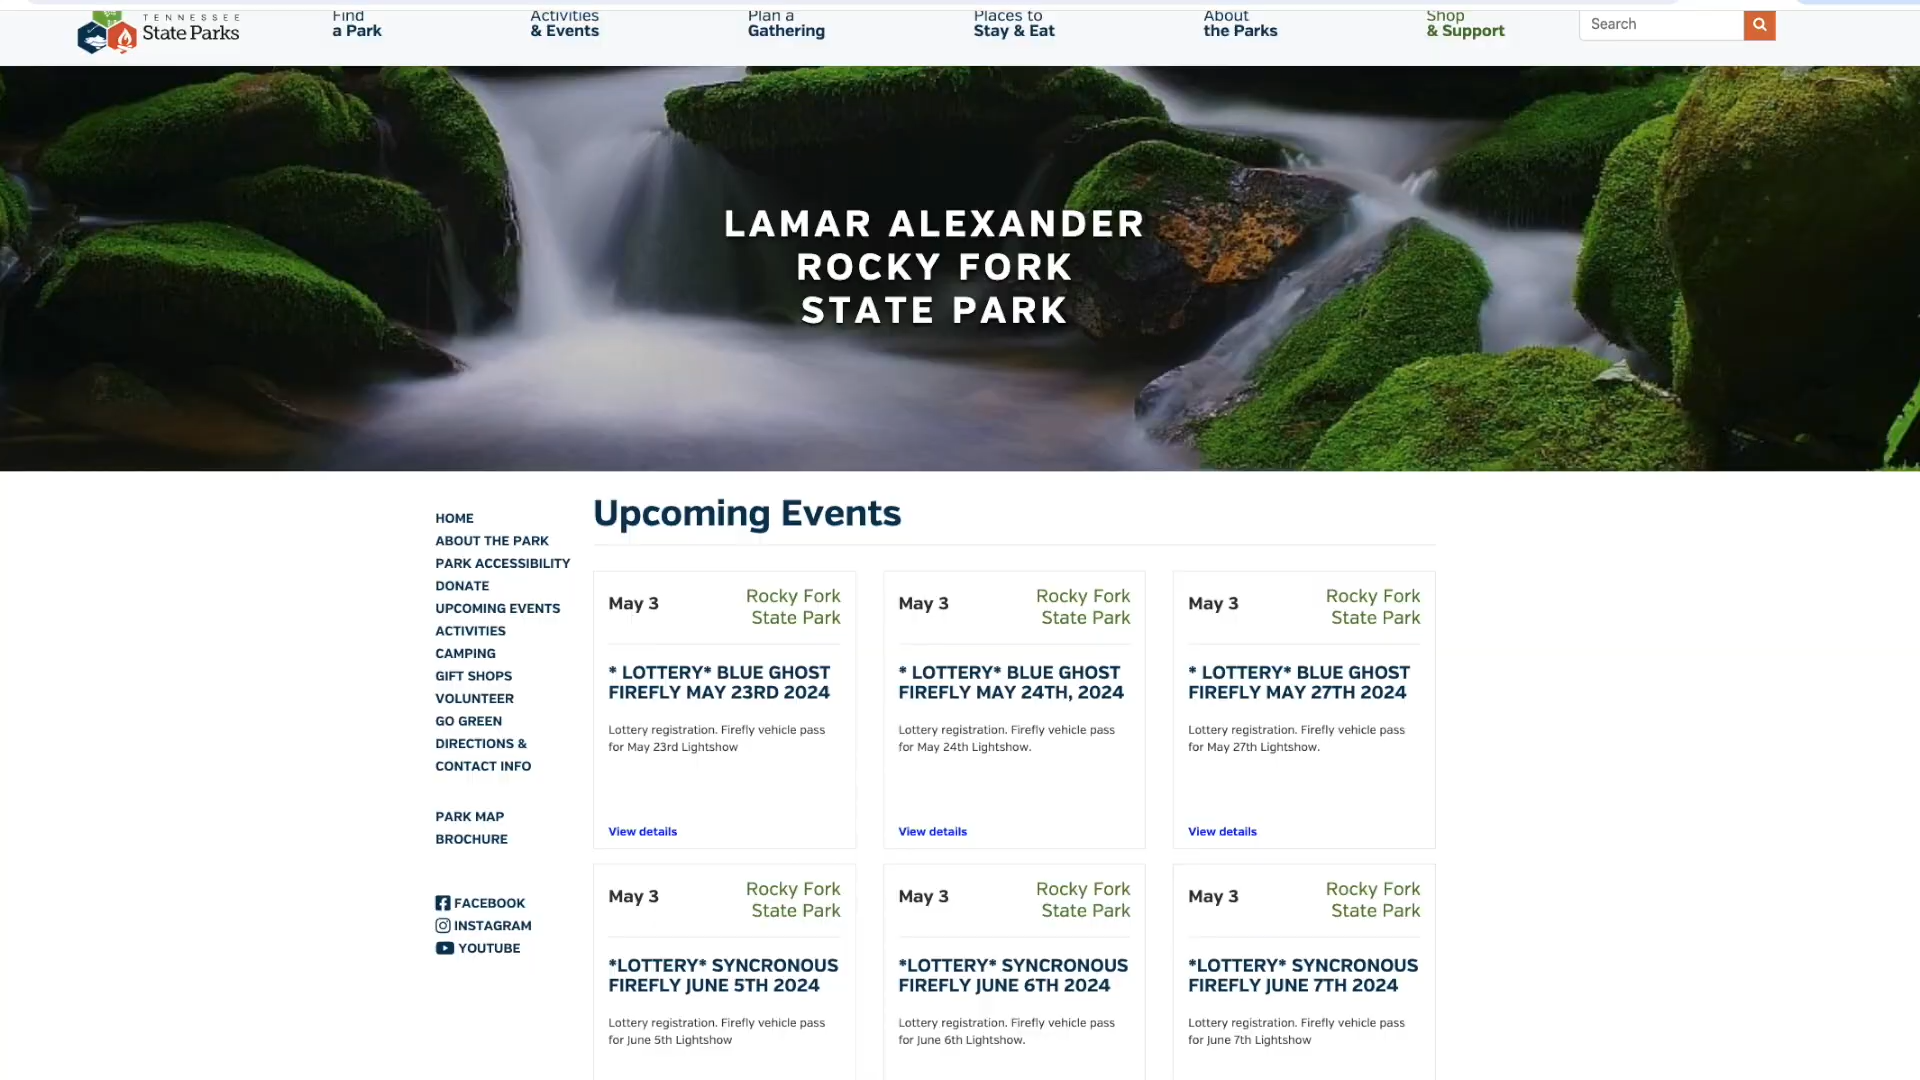 TENNESSEE
State Parks
Find
a Park
Activities
& Events
Plan a
Gathering
Places to
Stay & Eat
About
the Parks
Shop
& Support
Search
LAMAR ALEXANDER
ROCKY FORK
STATE PARK
HOME
ABOUT THE PARK
PARK ACCESSIBILITY
DONATE
UPCOMING EVENTS
ACTIVITIES
CAMPING
GIFT SHOPS
VOLUNTEER
GO GREEN
DIRECTIONS &
CONTACT INFO
PARK MAP
BROCHURE
FACEBOOK
INSTAGRAM
YOUTUBE
Upcoming Events
May 3
Rocky Fork
State Park
* LOTTERY* BLUE GHOST
FIREFLY MAY 23RD 2024
Lottery registration. Firefly vehicle pass
for May 23rd Lightshow
View details
May 3
Rocky Fork
State Park
* LOTTERY* BLUE GHOST
FIREFLY MAY 24TH, 2024
Lottery registration. Firefly vehicle pass
for May 24th Lightshow.
View details
May 3
Rocky Fork
State Park
* LOTTERY* BLUE GHOST
FIREFLY MAY 27TH 2024
Lottery registration. Firefly vehicle pass
for May 27th Lightshow.
View details
May 3
Rocky Fork
State Park
*LOTTERY* SYNCRONOUS
FIREFLY JUNE 5TH 2024
Lottery registration. Firefly vehicle pass
for June 5th Lightshow
May 3
Rocky Fork
State Park
*LOTTERY* SYNCRONOUS
FIREFLY JUNE 6TH 2024
Lottery registration. Firefly vehicle pass
for June 6th Lightshow.
May 3
Rocky Fork
State Park
*LOTTERY* SYNCRONOUS
FIREFLY JUNE 7TH 2024
Lottery registration. Firefly vehicle pass
for June 7th Lightshow